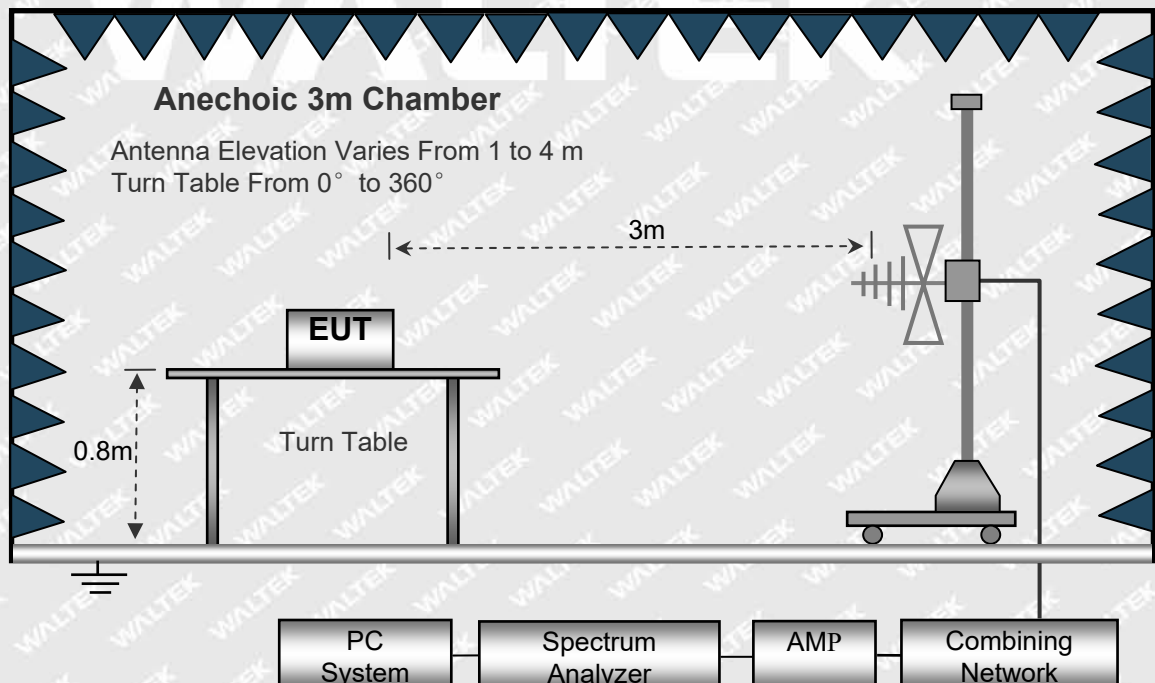 WALTEK
Anechoic 3m Chamber
Antenna Elevation Varies From 1 to 4 m
Turn Table From 0° to 360°
3m
EUT
0.8m
Turn Table
PC
System
Spectrum
Analyzer
AMP
Combining
Network